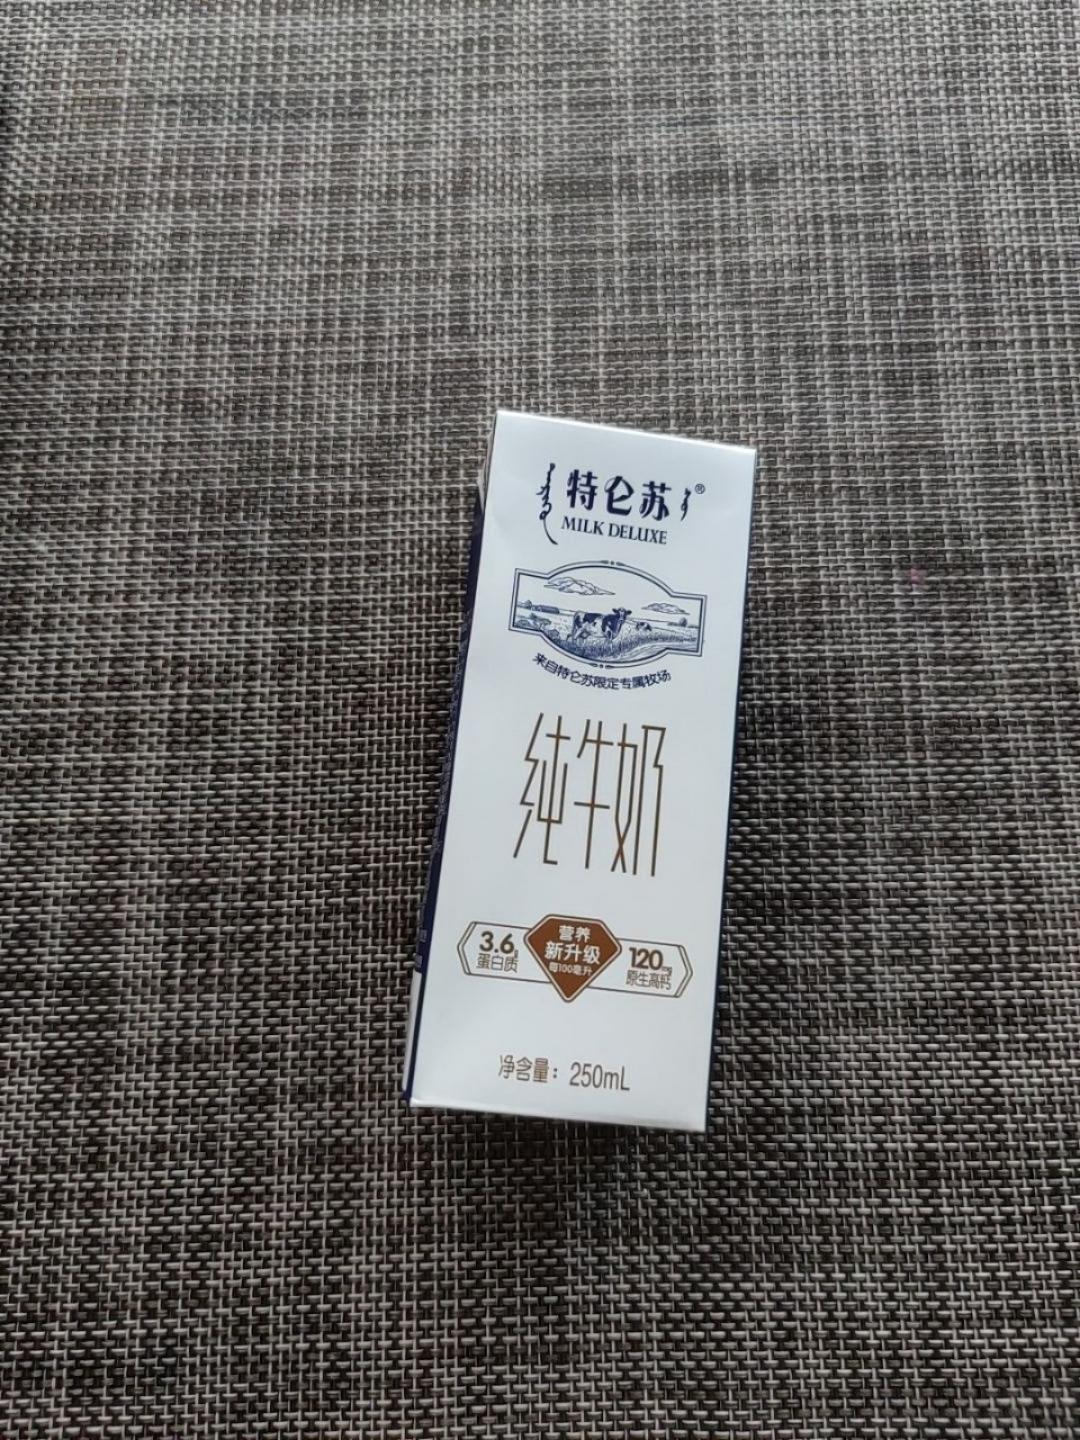 特仑苏®
MILK DELUXE
来自特仑苏限定专属牧场
纯牛奶
营养
新升级
每100毫升
3.6g
蛋白质
120mg
原生高钙
净含量：250mL